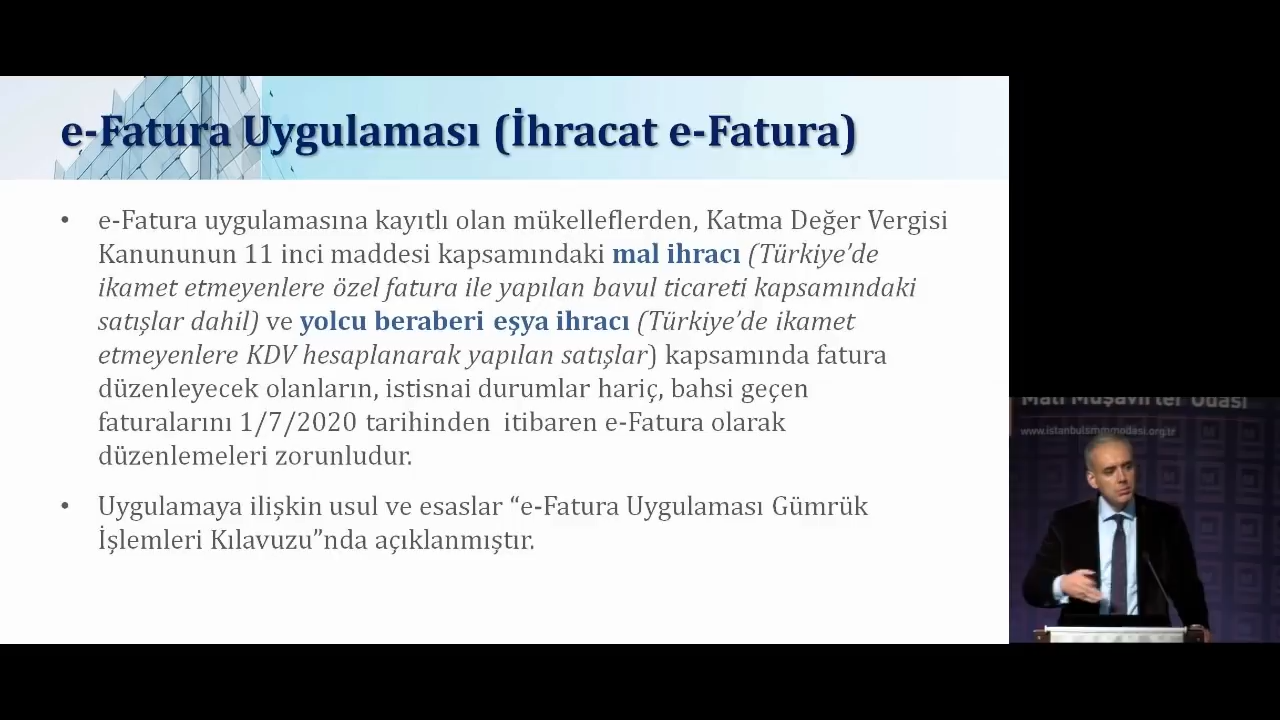 e-Fatura Uygulaması (İhracat e-Fatura)
• e-Fatura uygulamasına kayıtlı olan mükelleflerden, Katma Değer Vergisi
Kanununun 11 inci maddesi kapsamındaki mal ihracı (Türkiye’de
ikamet etmeyenlere özel fatura ile yapılan bavul ticareti kapsamındaki
satışlar dahil) ve yolcu beraberi eşya ihracı (Türkiye’de ikamet
etmeyenlere KDV hesaplanarak yapılan satışlar) kapsamında fatura
düzenleyecek olanların, istisnai durumlar hariç, bahsi geçen
faturalarını 1/7/2020 tarihinden itibaren e-Fatura olarak
düzenlemeleri zorunludur.
• Uygulamaya ilişkin usul ve esaslar “e-Fatura Uygulaması Gümrük
İşlemleri Kılavuzu”nda açıklanmıştır.
Mali Müşavirler Odası
www.istanbulsmmmodasi.org.tr